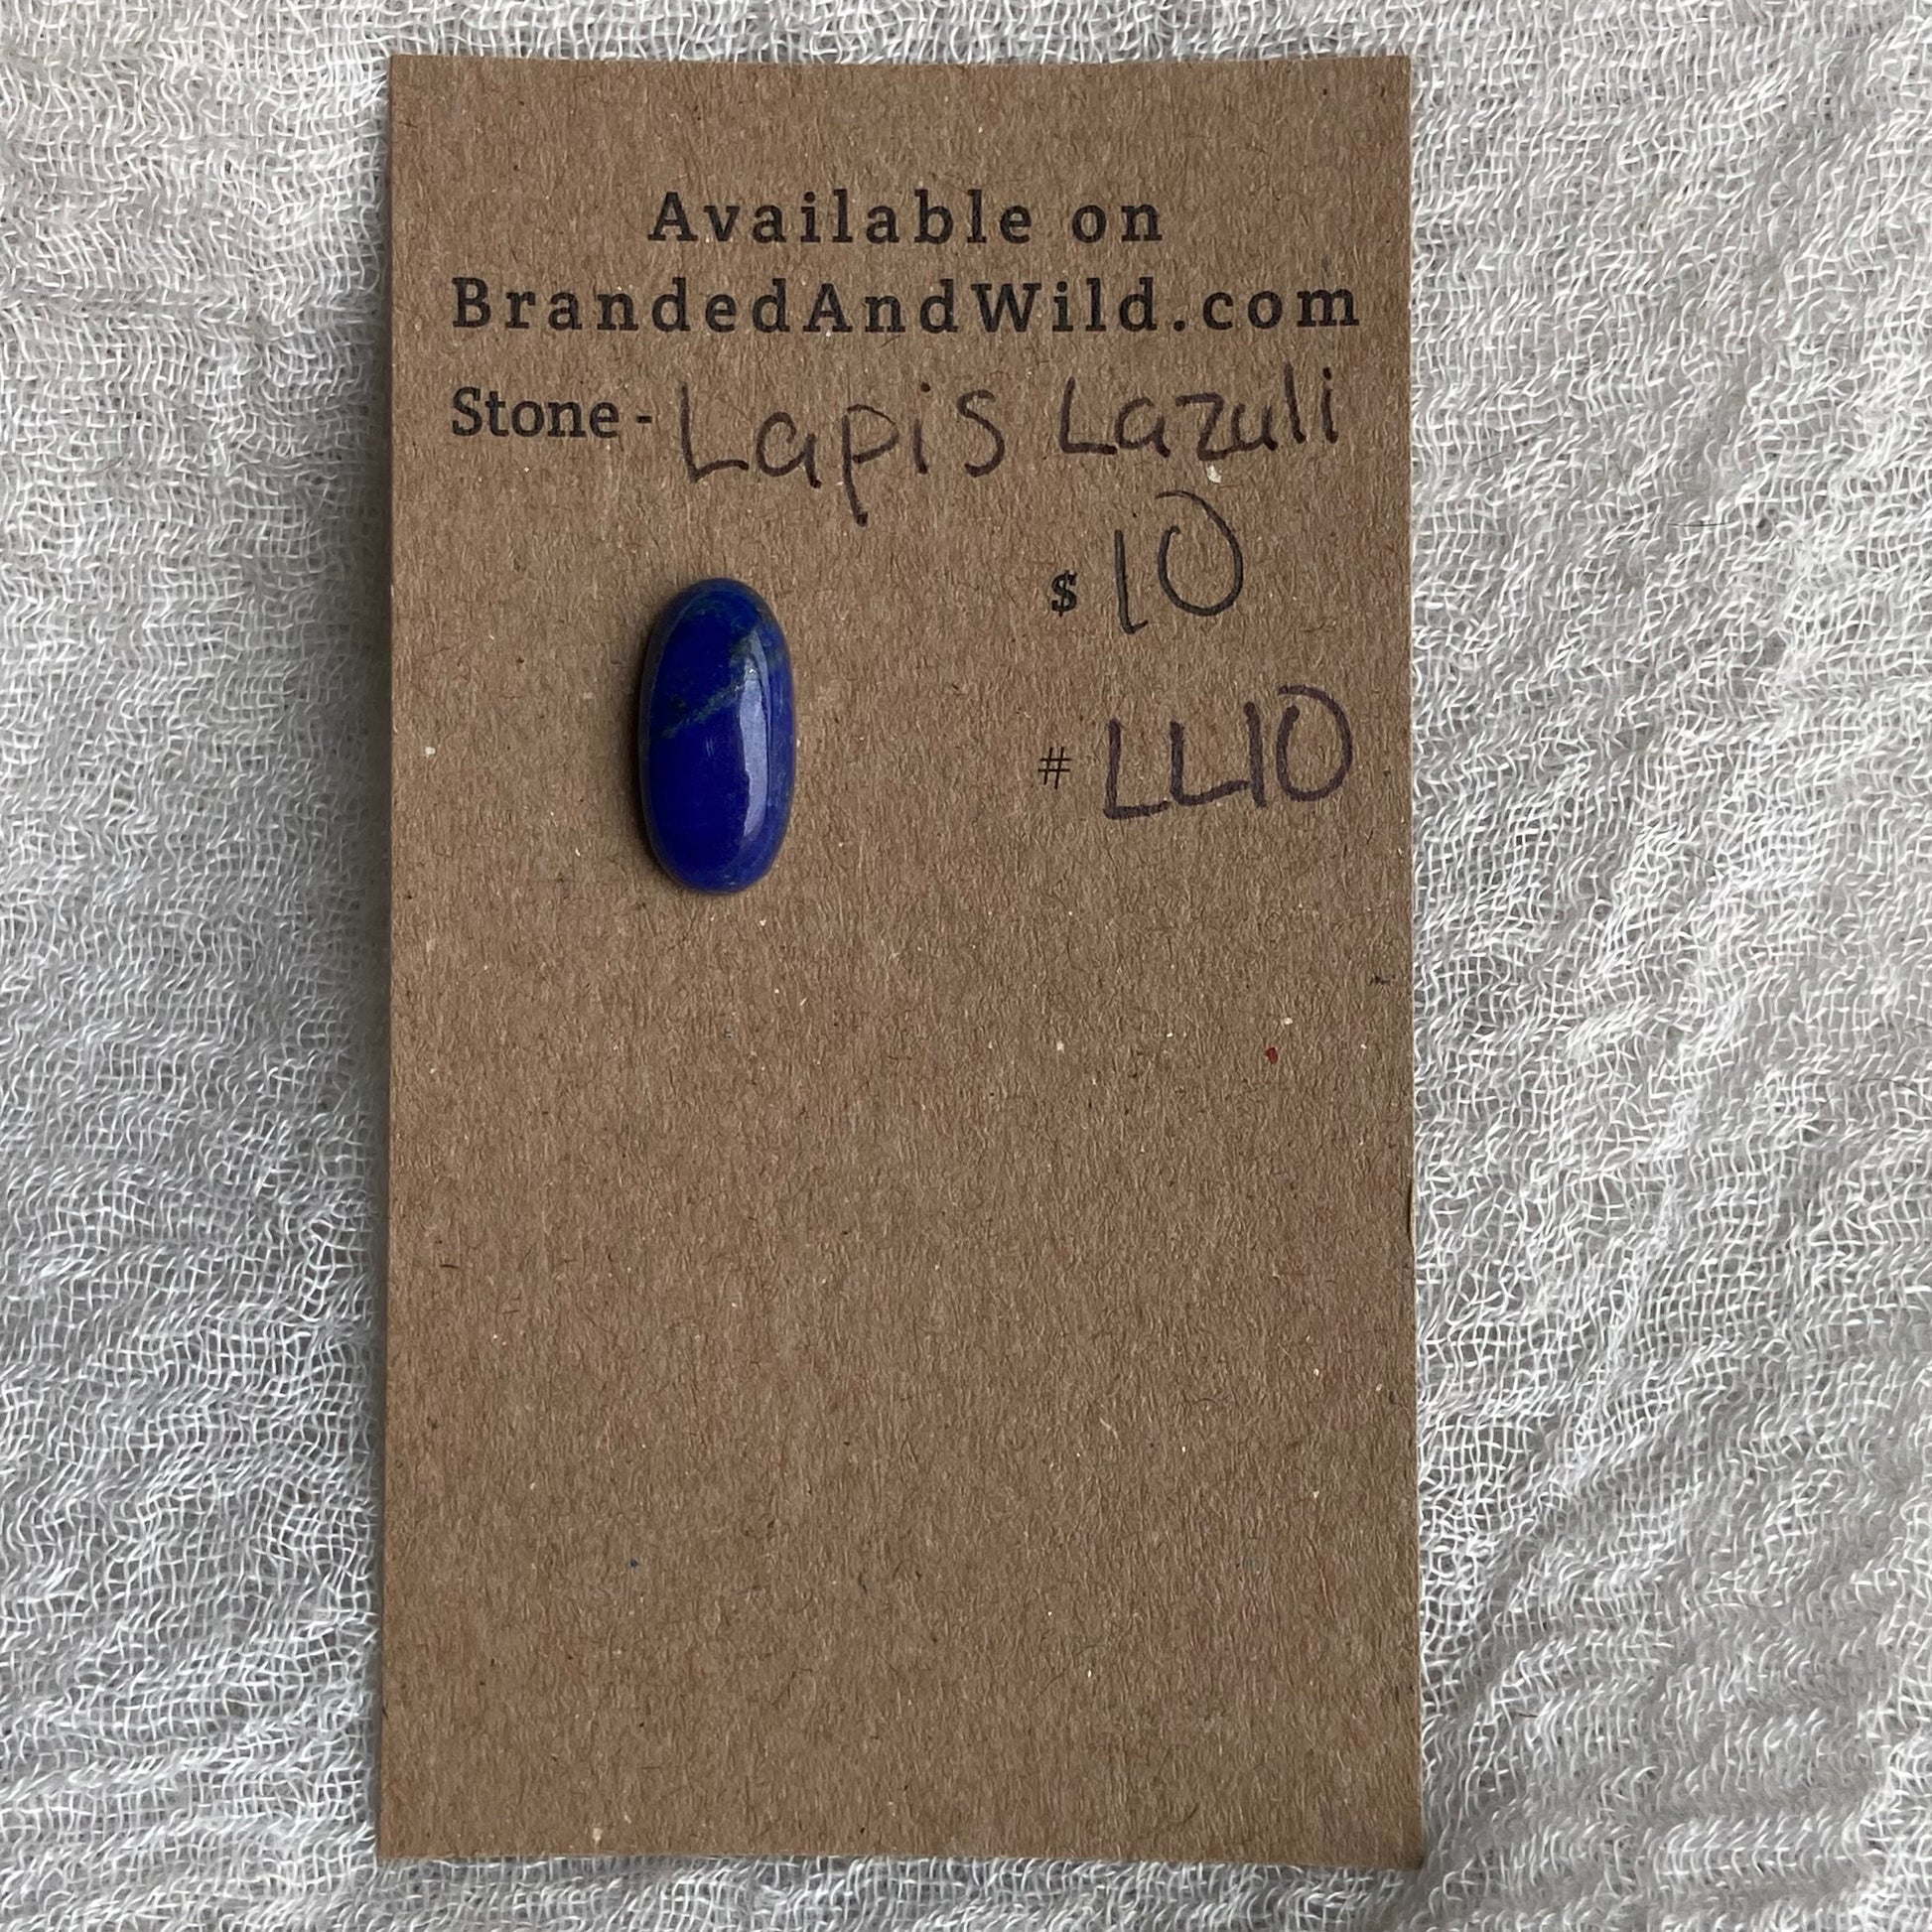 Available on
BrandedAndWild.com
Stone - Lapis Lazuli
$ 10
# LL10